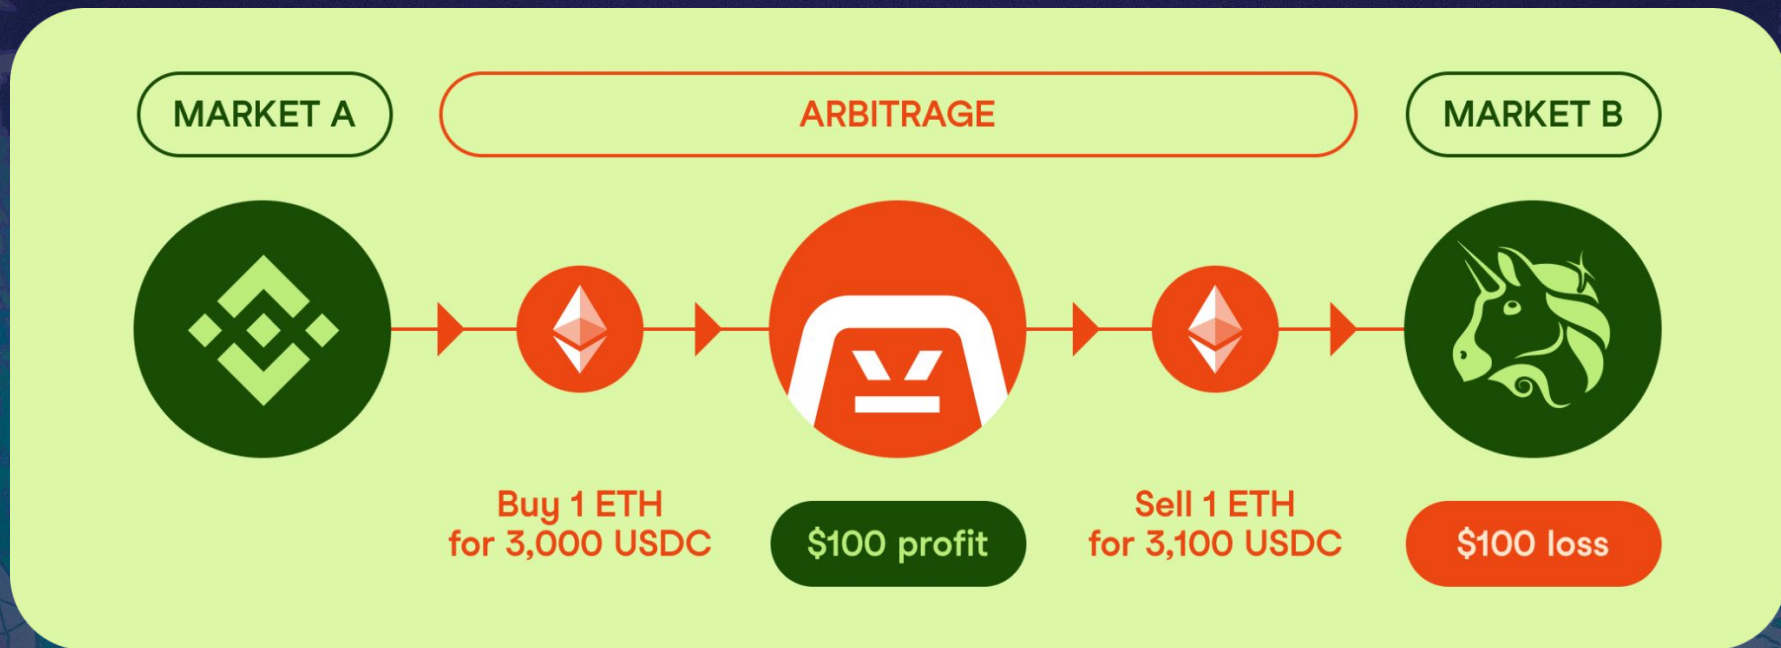 MARKET A
ARBITRAGE
MARKET B
Buy 1 ETH
for 3,000 USDC
$100 profit
Sell 1 ETH
for 3,100 USDC
$100 loss